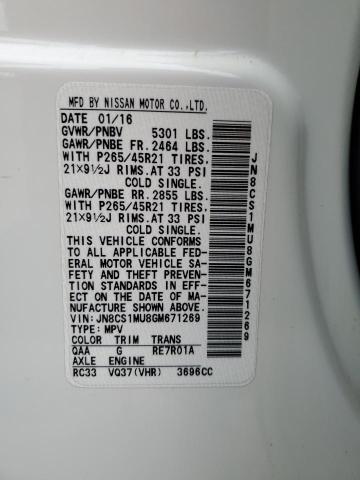 MFD BY NISSAN MOTOR CO.,LTD.
DATE 01/16
GVWR/PNBV 5301 LBS.
GAWR/PNBE FR. 2464 LBS.
WITH P265/45R21 TIRES,
21×9½J RIMS.AT 33 PSI
COLD SINGLE.
GAWR/PNBE RR. 2855 LBS.
WITH P265/45R21 TIRES,
21×9½J RIMS.AT 33 PSI
COLD SINGLE.
THIS VEHICLE CONFORMS
TO ALL APPLICABLE FED-
ERAL MOTOR VEHICLE SA-
FETY AND THEFT PREV-
ENTION STANDARDS IN EFF-
ECT ON THE DATE OF MA-
NUFACTURE SHOWN ABOVE.
VIN:JN8CS1MU8GM671269
TYPE: MPV
COLOR TRIM TRANS
QAA G RE7R01A
AXLE ENGINE
RC33 VQ37(VHR) 3696CC
JN8CS1MU8GM671269